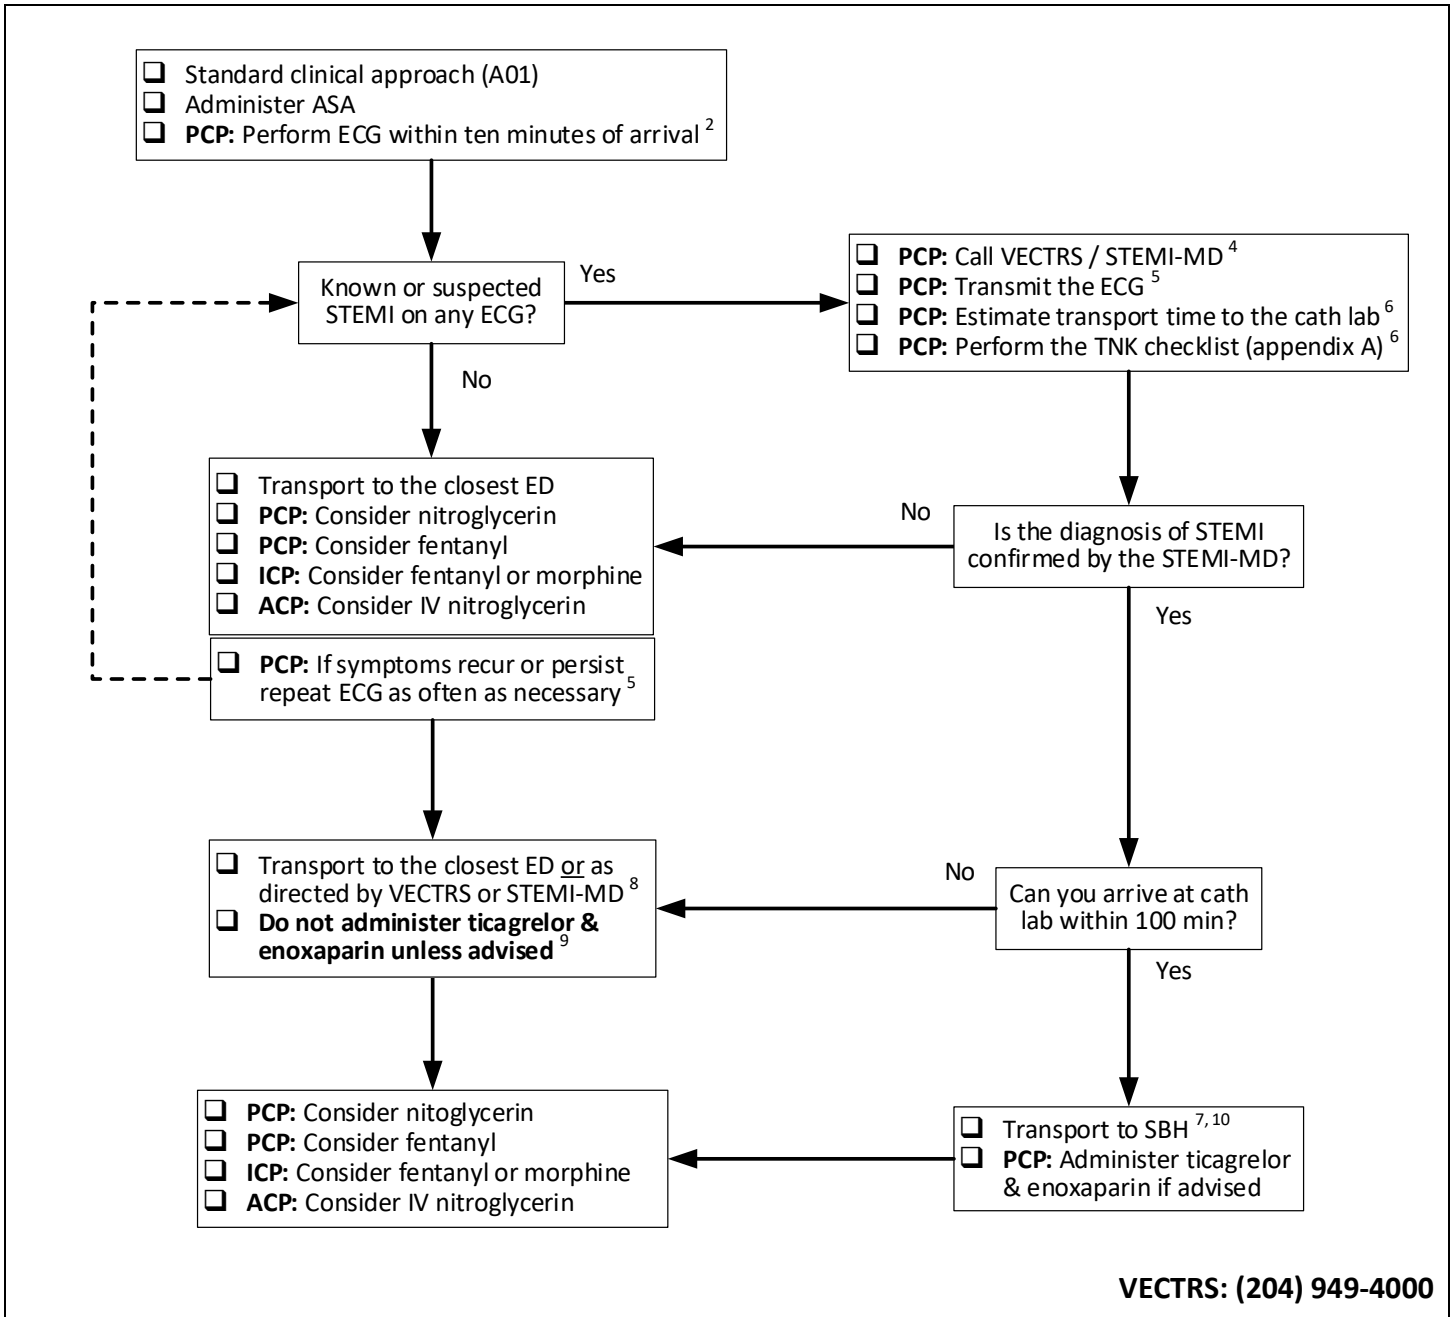 ❑ Standard clinical approach (A01)
❑ Administer ASA
❑ PCP: Perform ECG within ten minutes of arrival 2
Known or suspected
STEMI on any ECG?
Yes
No
❑ PCP: Call VECTRS / STEMI-MD 4
❑ PCP: Transmit the ECG 5
❑ PCP: Estimate transport time to the cath lab 6
❑ PCP: Perform the TNK checklist (appendix A) 6
❑ Transport to the closest ED
❑ PCP: Consider nitroglycerin
❑ PCP: Consider fentanyl
❑ ICP: Consider fentanyl or morphine
❑ ACP: Consider IV nitroglycerin
No
Is the diagnosis of STEMI
confirmed by the STEMI-MD?
Yes
❑ PCP: If symptoms recur or persist
repeat ECG as often as necessary 5
❑ Transport to the closest ED or as
directed by VECTRS or STEMI-MD 8
❑ Do not administer ticagrelor &
enoxaparin unless advised 9
No
Can you arrive at cath
lab within 100 min?
Yes
❑ PCP: Consider nitoglycerin
❑ PCP: Consider fentanyl
❑ ICP: Consider fentanyl or morphine
❑ ACP: Consider IV nitroglycerin
❑ Transport to SBH 7, 10
❑ PCP: Administer ticagrelor
& enoxaparin if advised
VECTRS: (204) 949-4000